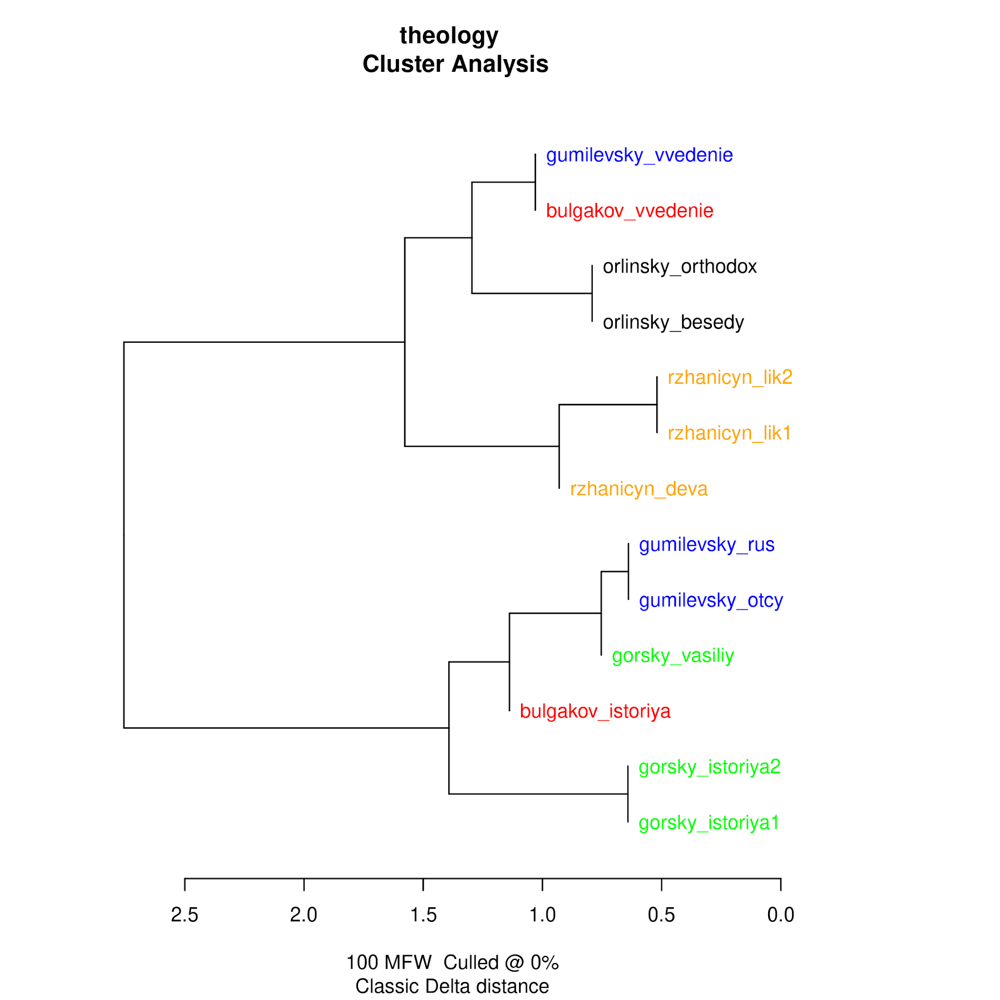 theology
Cluster Analysis
gumilevsky_vvedenie
bulgakov_vvedenie
orlinsky_orthodox
orlinsky_besedy
rzhanicyn_lik2
rzhanicyn_lik1
rzhanicyn_deva
gumilevsky_rus
gumilevsky_otcy
gorsky_vasiliy
bulgakov_istoriya
gorsky_istoriya2
gorsky_istoriya1
2.5 2.0 1.5 1.0 0.5 0.0
100 MFW  Culled @ 0%
Classic Delta distance